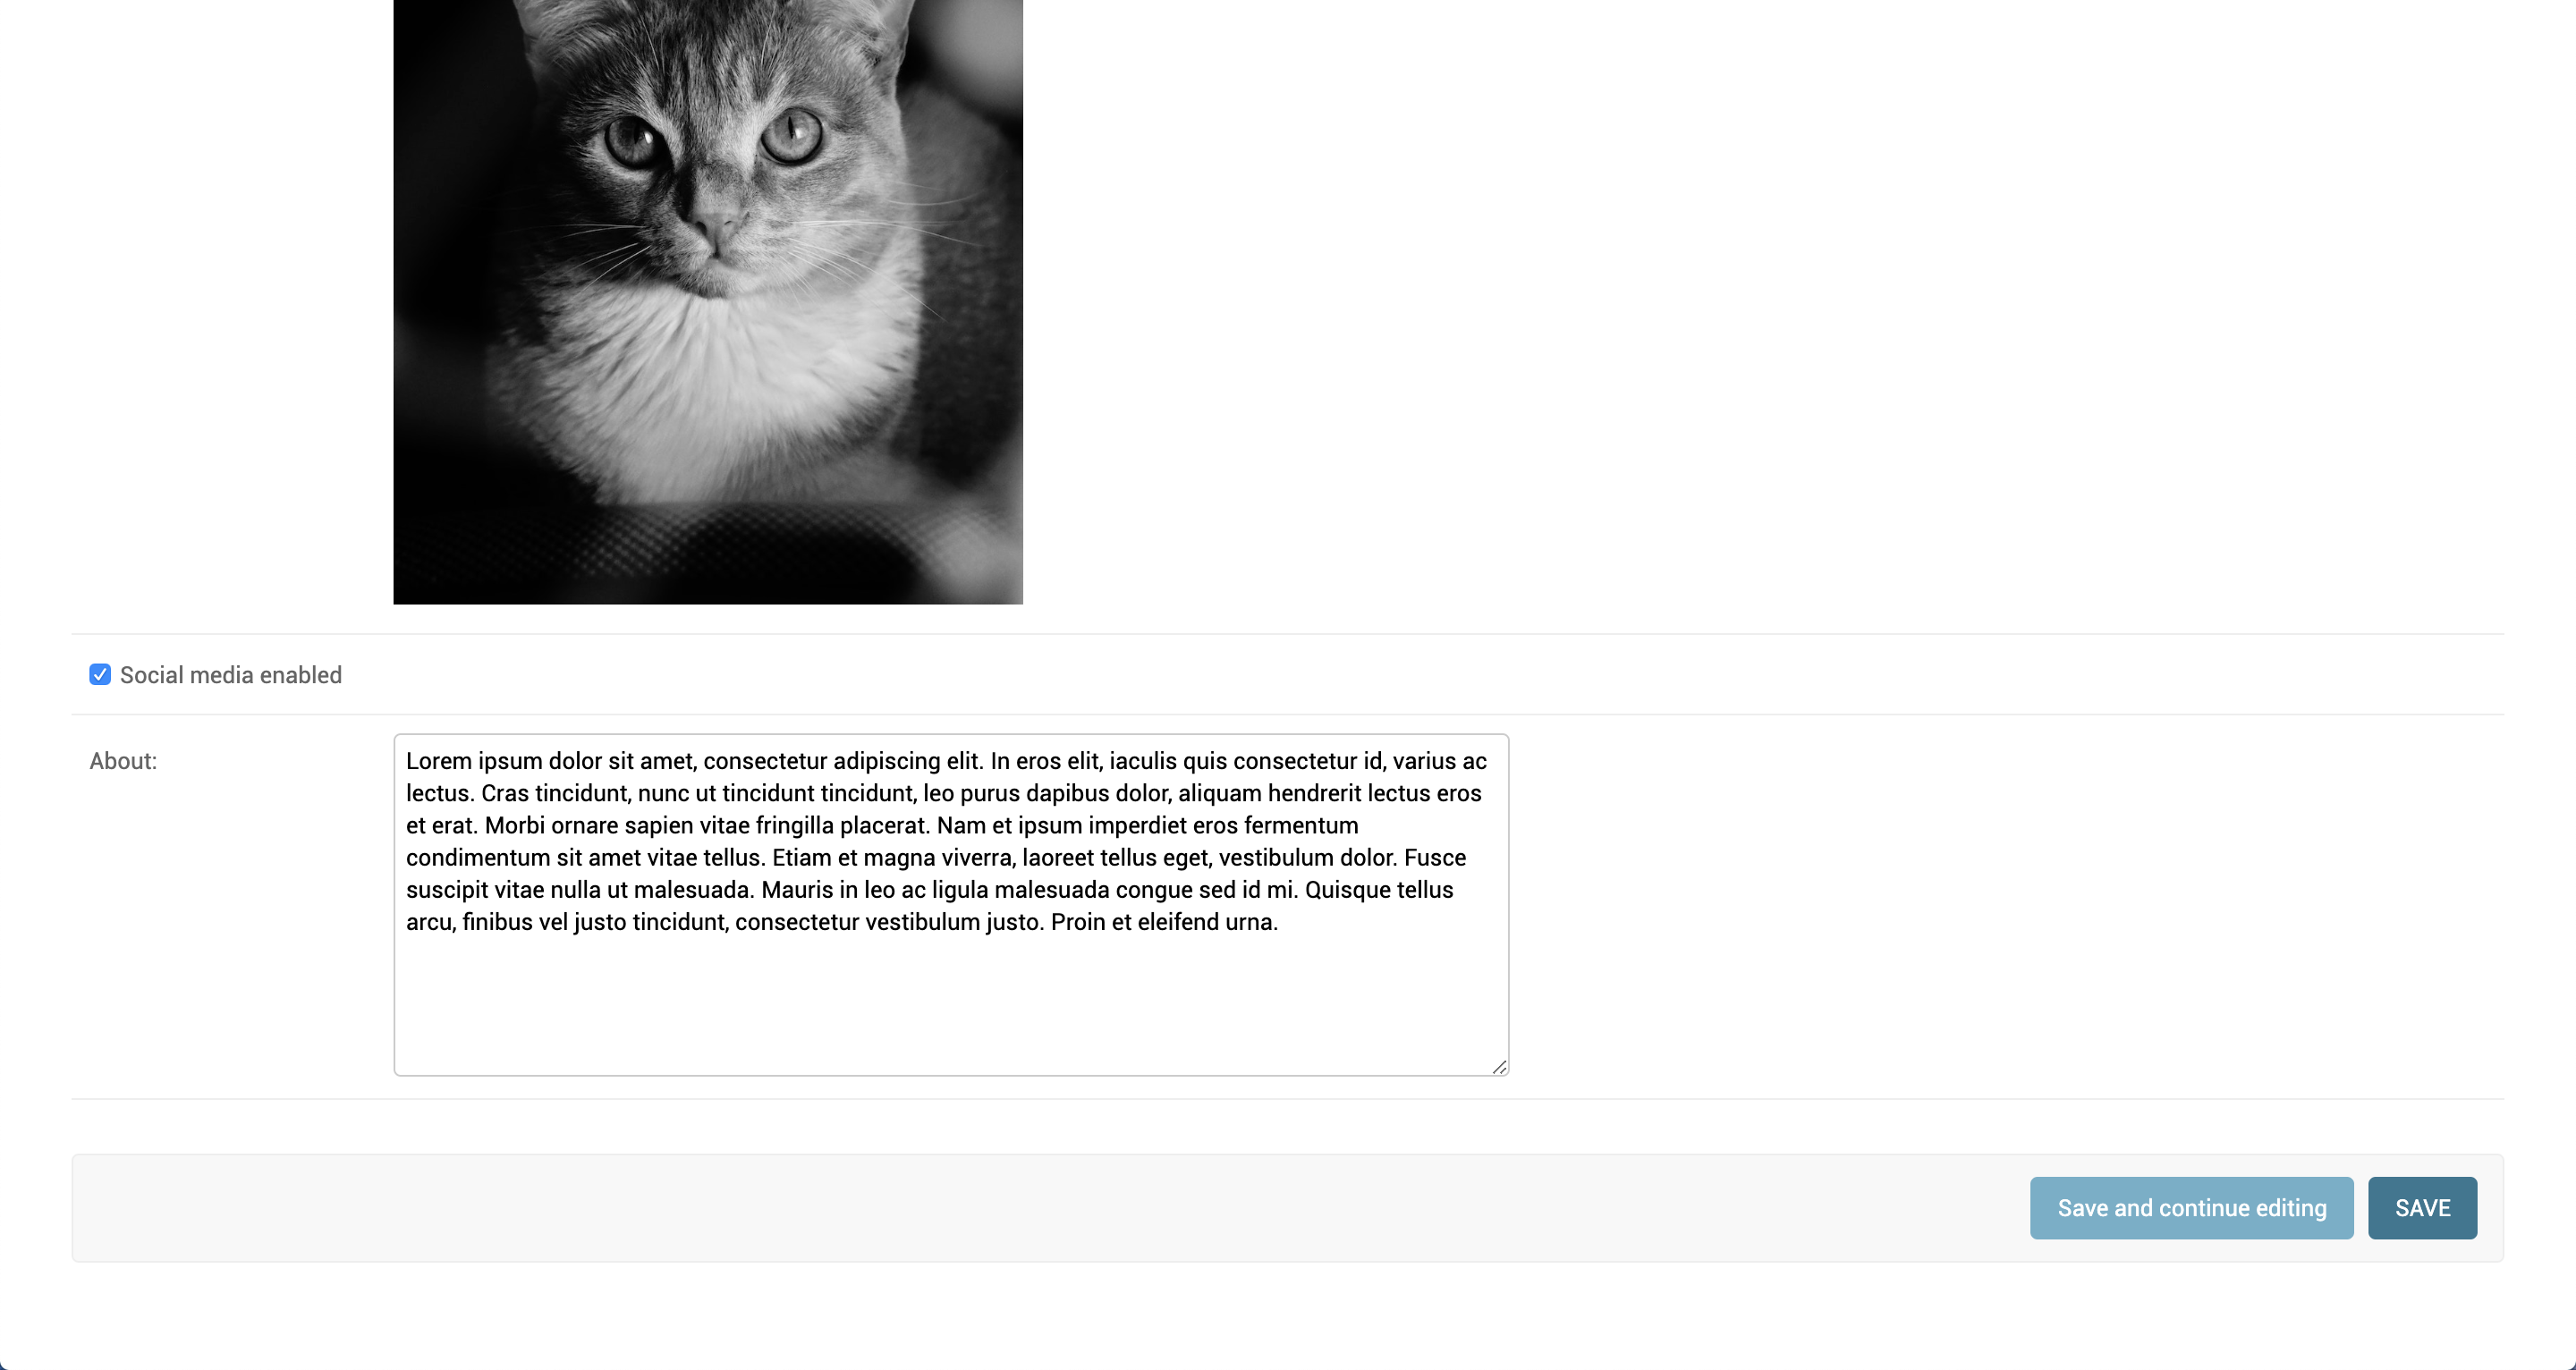 Social media enabled
About:
Lorem ipsum dolor sit amet, consectetur adipiscing elit. In eros elit, iaculis quis consectetur id, varius ac
lectus. Cras tincidunt, nunc ut tincidunt tincidunt, leo purus dapibus dolor, aliquam hendrerit lectus eros
et erat. Morbi ornare sapien vitae fringilla placerat. Nam et ipsum imperdiet eros fermentum
condimentum sit amet vitae tellus. Etiam et magna viverra, laoreet tellus eget, vestibulum dolor. Fusce
suscipit vitae nulla ut malesuada. Mauris in leo ac ligula malesuada congue sed id mi. Quisque tellus
arcu, finibus vel justo tincidunt, consectetur vestibulum justo. Proin et eleifend urna.
Save and continue editing
SAVE